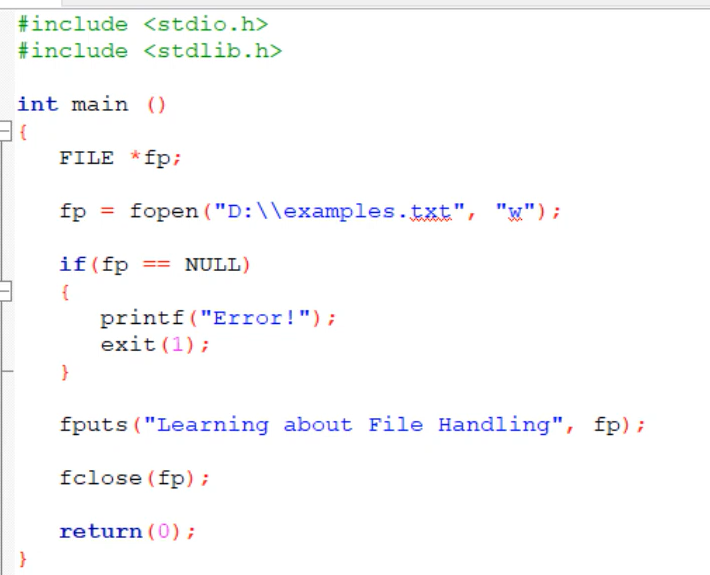 #include <stdio.h>
#include <stdlib.h>
int main ()
{
FILE *fp;
fp = fopen("D:\\examples.txt", "w");
if(fp == NULL)
{
printf("Error!");
exit(1);
}
fputs("Learning about File Handling", fp);
fclose(fp);
return(0);
}